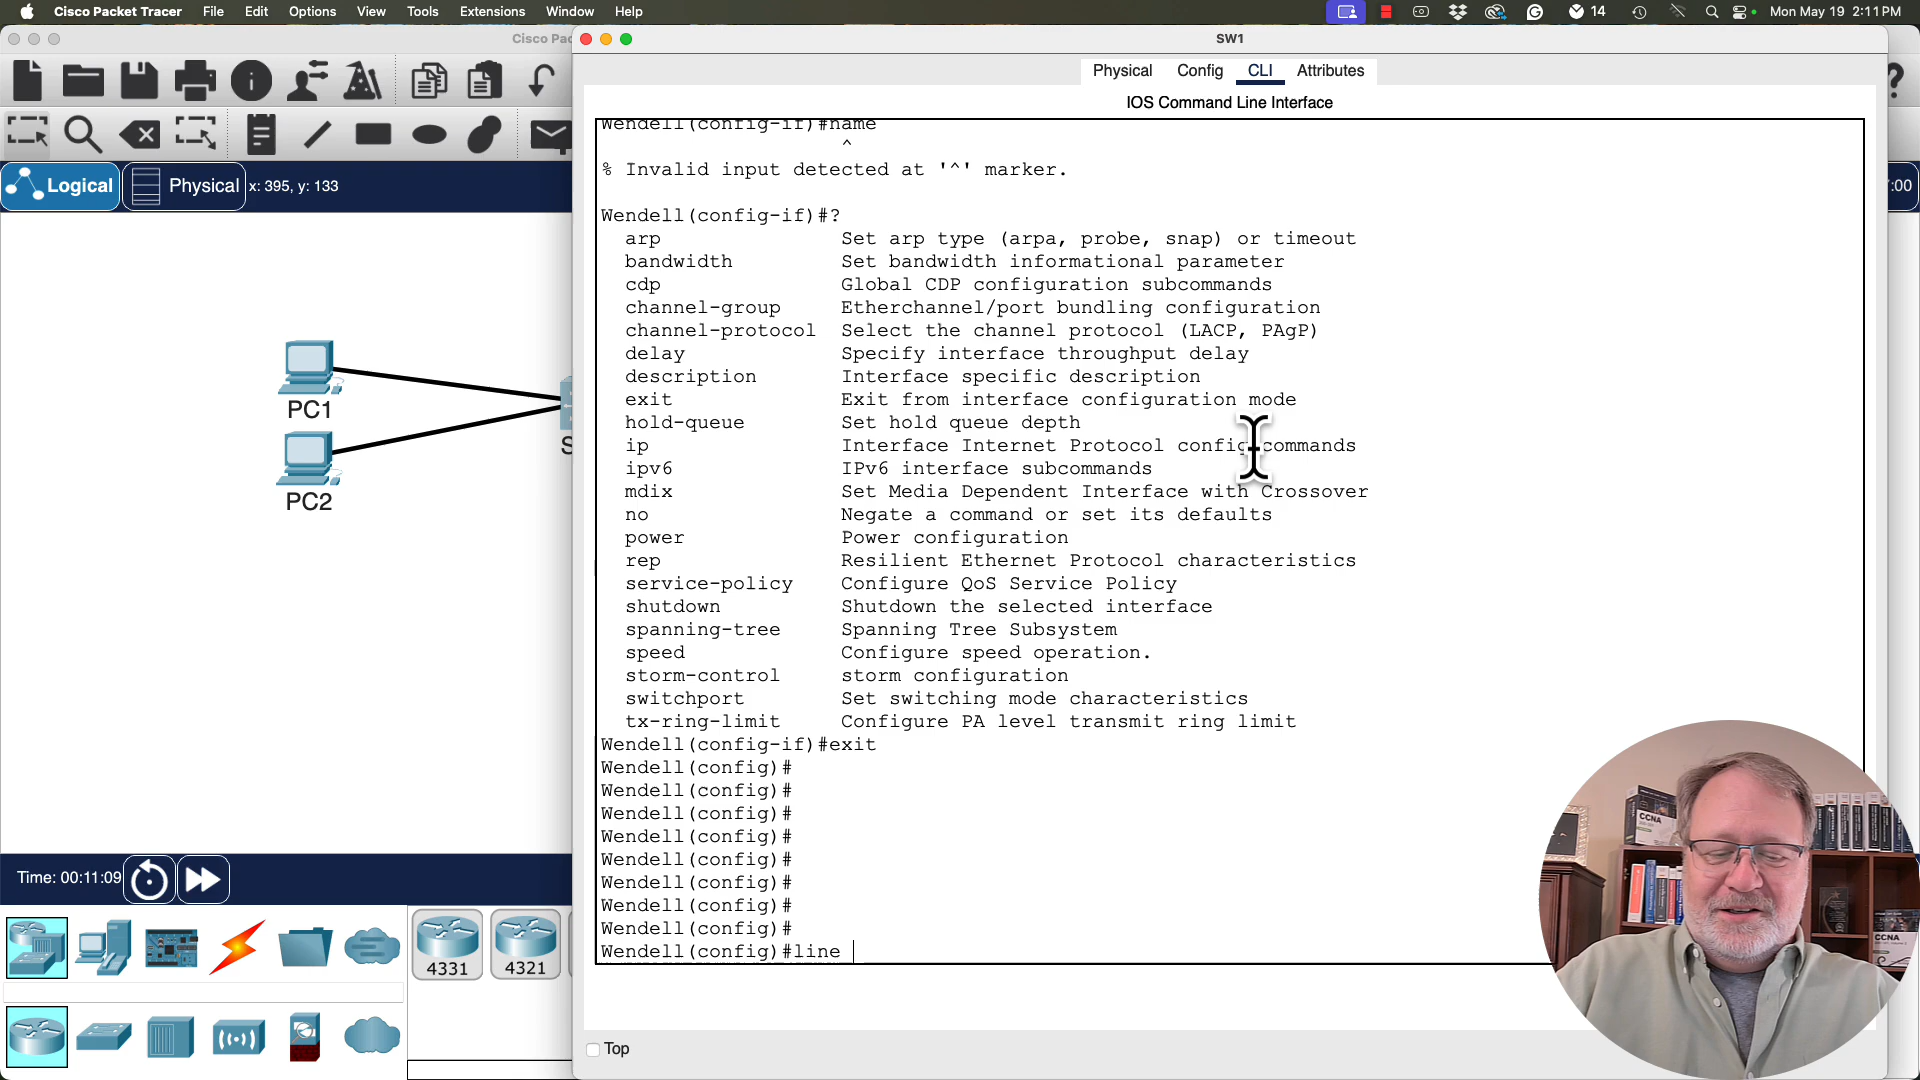 Cisco Packet Tracer File Edit Options View Tools Extensions Window Help 14 Mon May 19 2:11 PM
Cisco Pac
SW1
Physical Config CLI Attributes
IOS Command Line Interface
Logical Physical x: 395, y: 133
:00
PC1
PC2
S
Wendell(config-if)#name
^
% Invalid input detected at '^' marker.
Wendell(config-if)#?
arp Set arp type (arpa, probe, snap) or timeout
bandwidth Set bandwidth informational parameter
cdp Global CDP configuration subcommands
channel-group Etherchannel/port bundling configuration
channel-protocol Select the channel protocol (LACP, PAgP)
delay Specify interface throughput delay
description Interface specific description
exit Exit from interface configuration mode
hold-queue Set hold queue depth
ip Interface Internet Protocol config commands
ipv6 IPv6 interface subcommands
mdix Set Media Dependent Interface with Crossover
no Negate a command or set its defaults
power Power configuration
rep Resilient Ethernet Protocol characteristics
service-policy Configure QoS Service Policy
shutdown Shutdown the selected interface
spanning-tree Spanning Tree Subsystem
speed Configure speed operation.
storm-control storm configuration
switchport Set switching mode characteristics
tx-ring-limit Configure PA level transmit ring limit
Wendell(config-if)#exit
Wendell(config)#
Wendell(config)#
Wendell(config)#
Wendell(config)#
Wendell(config)#
Wendell(config)#
Wendell(config)#
Wendell(config)#
Wendell(config)#line
Time: 00:11:09
4331 4321
Top
CCNA
CCNA